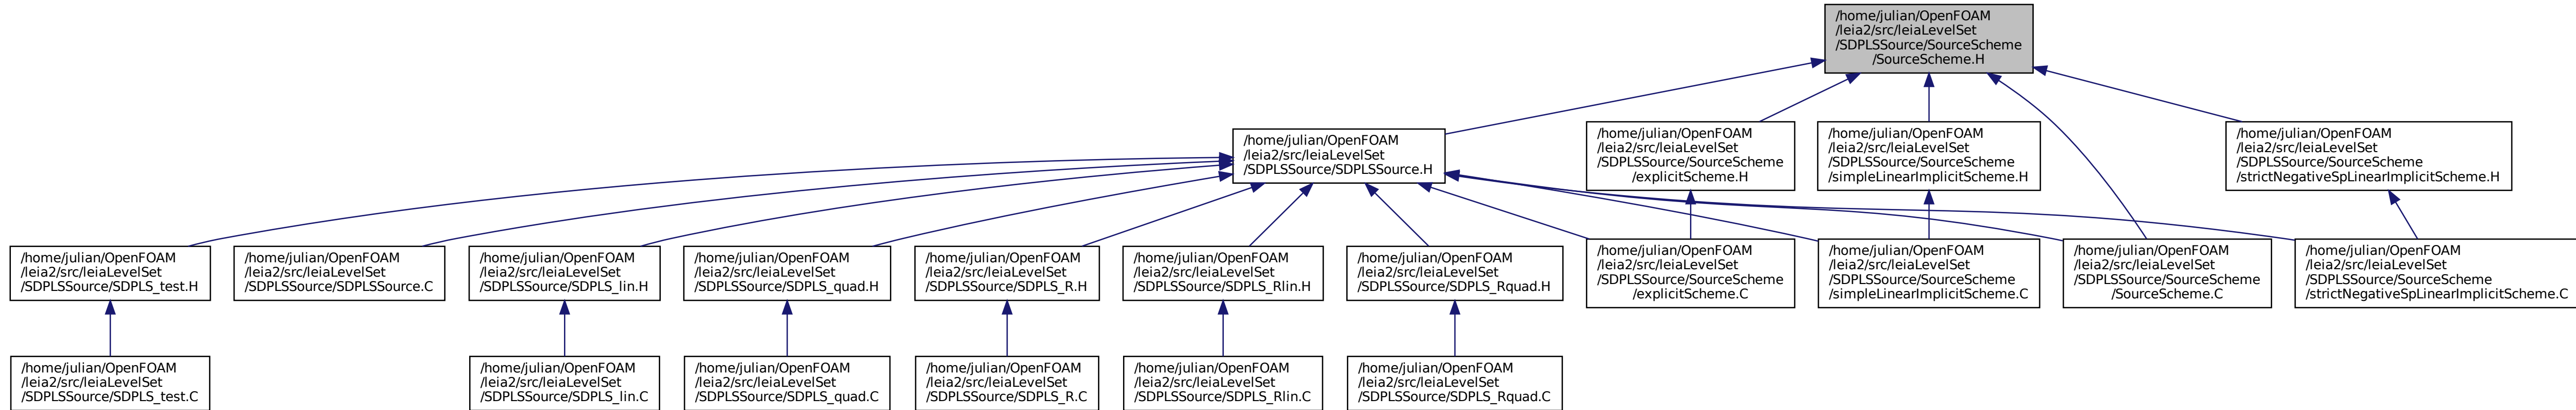 /home/julian/OpenFOAM
/leia2/src/leiaLevelSet
/SDPLSSource/SourceScheme
/SourceScheme.H
/home/julian/OpenFOAM
/leia2/src/leiaLevelSet
/SDPLSSource/SDPLSSource.H
/home/julian/OpenFOAM
/leia2/src/leiaLevelSet
/SDPLSSource/SourceScheme
/explicitScheme.H
/home/julian/OpenFOAM
/leia2/src/leiaLevelSet
/SDPLSSource/SourceScheme
/simpleLinearImplicitScheme.H
/home/julian/OpenFOAM
/leia2/src/leiaLevelSet
/SDPLSSource/SourceScheme
/strictNegativeSpLinearImplicitScheme.H
/home/julian/OpenFOAM
/leia2/src/leiaLevelSet
/SDPLSSource/SDPLS_test.H
/home/julian/OpenFOAM
/leia2/src/leiaLevelSet
/SDPLSSource/SDPLSSource.C
/home/julian/OpenFOAM
/leia2/src/leiaLevelSet
/SDPLSSource/SDPLS_lin.H
/home/julian/OpenFOAM
/leia2/src/leiaLevelSet
/SDPLSSource/SDPLS_quad.H
/home/julian/OpenFOAM
/leia2/src/leiaLevelSet
/SDPLSSource/SDPLS_R.H
/home/julian/OpenFOAM
/leia2/src/leiaLevelSet
/SDPLSSource/SDPLS_Rlin.H
/home/julian/OpenFOAM
/leia2/src/leiaLevelSet
/SDPLSSource/SDPLS_Rquad.H
/home/julian/OpenFOAM
/leia2/src/leiaLevelSet
/SDPLSSource/SourceScheme
/explicitScheme.C
/home/julian/OpenFOAM
/leia2/src/leiaLevelSet
/SDPLSSource/SourceScheme
/simpleLinearImplicitScheme.C
/home/julian/OpenFOAM
/leia2/src/leiaLevelSet
/SDPLSSource/SourceScheme
/SourceScheme.C
/home/julian/OpenFOAM
/leia2/src/leiaLevelSet
/SDPLSSource/SourceScheme
/strictNegativeSpLinearImplicitScheme.C
/home/julian/OpenFOAM
/leia2/src/leiaLevelSet
/SDPLSSource/SDPLS_test.C
/home/julian/OpenFOAM
/leia2/src/leiaLevelSet
/SDPLSSource/SDPLS_lin.C
/home/julian/OpenFOAM
/leia2/src/leiaLevelSet
/SDPLSSource/SDPLS_quad.C
/home/julian/OpenFOAM
/leia2/src/leiaLevelSet
/SDPLSSource/SDPLS_R.C
/home/julian/OpenFOAM
/leia2/src/leiaLevelSet
/SDPLSSource/SDPLS_Rlin.C
/home/julian/OpenFOAM
/leia2/src/leiaLevelSet
/SDPLSSource/SDPLS_Rquad.C